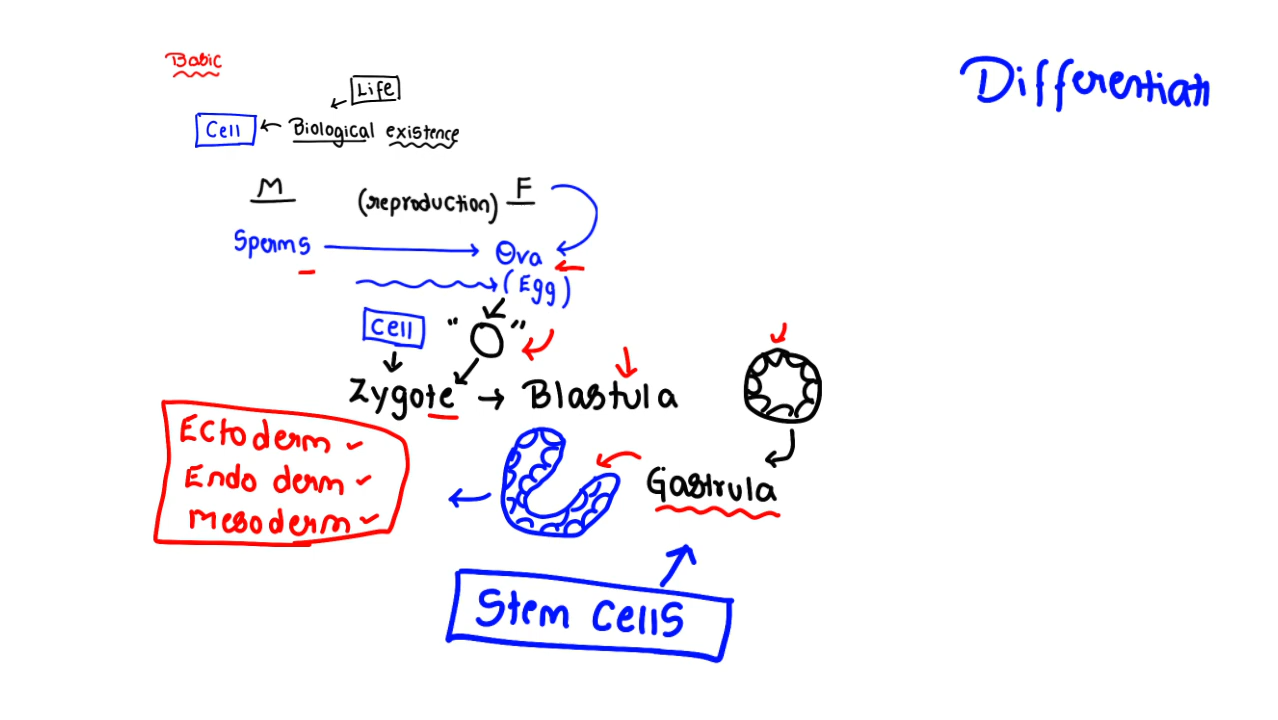 Basic
Differentiati
Life
Cell Biological existence
M (reproduction) F
Sperms Ova
(Egg)
Cell " "
Zygote → Blastula
Ectoderm
Endo derm
Mesoderm
Gastrula
Stem Cells